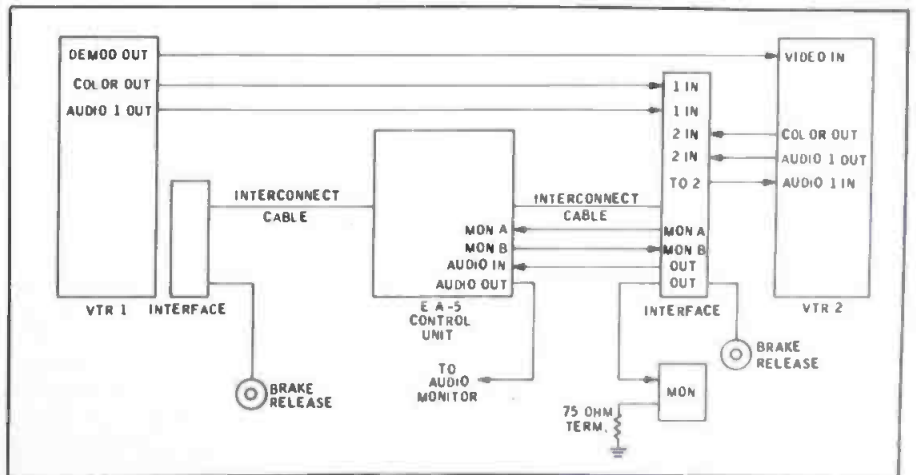 DEMOD OUT
COLOR OUT
AUDIO 1 OUT
VTR 1
INTERFACE
BRAKE
RELEASE
INTERCONNECT
CABLE
MON A
MON B
AUDIO IN
AUDIO OUT
E A-5
CONTROL
UNIT
TO
AUDIO
MONITOR
INTERCONNECT
CABLE
1 IN
1 IN
2 IN
2 IN
TO 2
MON A
MON B
OUT
OUT
INTERFACE
VIDEO IN
COLOR OUT
AUDIO 1 OUT
AUDIO 1 IN
VTR 2
BRAKE
RELEASE
MON
75 OHM
TERM.